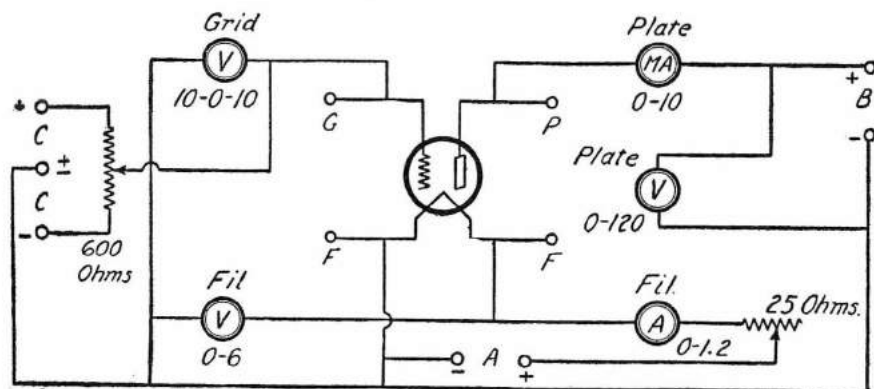 Grid
V
10-0-10
Plate
MA
0-10
+
B
-
G
P
+
C
±
C
-
600
Ohms
Plate
V
0-120
F
F
Fil
V
0-6
Fil.
A
0-1.2
25 Ohms.
-
A
+